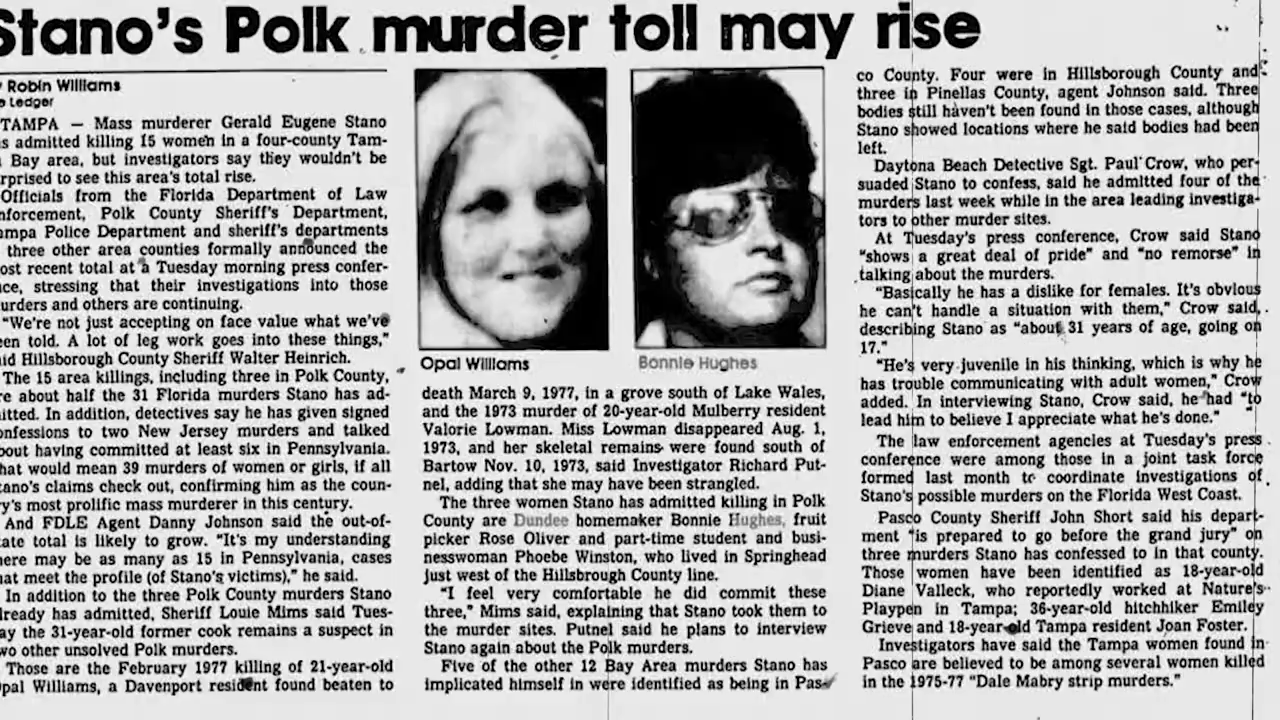 Stano's Polk murder toll may rise
Robin Williams
Ledger
TAMPA — Mass murderer Gerald Eugene Stano
s admitted killing 15 women in a four-county Tam-
Bay area, but investigators say they wouldn't be
rprised to see this area's total rise.
Officials from the Florida Department of Law
nforcement, Polk County Sheriff's Department,
ampa Police Department and sheriff's departments
three other area counties formally announced the
ost recent total at a Tuesday morning press confer-
nce, stressing that their investigations into those
urders and others are continuing.
"We're not just accepting on face value what we've
een told. A lot of leg work goes into these things,"
id Hillsborough County Sheriff Walter Heinrich.
The 15 area killings, including three in Polk County,
re about half the 31 Florida murders Stano has ad-
itted. In addition, detectives say he has given signed
onfessions to two New Jersey murders and talked
bout having committed at least six in Pennsylvania.
hat would mean 39 murders of women or girls, if all
tano's claims check out, confirming him as the coun-
ry's most prolific mass murderer in this century.
And FDLE Agent Danny Johnson said the out-of-
tate total is likely to grow. "It's my understanding
here may be as many as 15 in Pennsylvania, cases
hat meet the profile (of Stano's victims)," he said.
In addition to the three Polk County murders Stano
lready has admitted, Sheriff Louie Mims said Tues-
ay the 31-year-old former cook remains a suspect in
wo other unsolved Polk murders.
Those are the February 1977 killing of 21-year-old
Opal Williams, a Davenport resident found beaten to
Opal Williams
Bonnie Hughes
death March 9, 1977, in a grove south of Lake Wales,
and the 1973 murder of 20-year-old Mulberry resident
Valorie Lowman. Miss Lowman disappeared Aug. 1,
1973, and her skeletal remains were found south of
Bartow Nov. 10, 1973, said Investigator Richard Put-
nel, adding that she may have been strangled.
The three women Stano has admitted killing in Polk
County are Dundee homemaker Bonnie Hughes, fruit
picker Rose Oliver and part-time student and busi-
nesswoman Phoebe Winston, who lived in Springhead
just west of the Hillsbrough County line.
"I feel very comfortable he did commit these
three," Mims said, explaining that Stano took them to
the murder sites. Putnel said he plans to interview
Stano again about the Polk murders.
Five of the other 12 Bay Area murders Stano has
implicated himself in were identified as being in Pas-
co County. Four were in Hillsborough County and
three in Pinellas County, agent Johnson said. Three
bodies still haven't been found in those cases, although
Stano showed locations where he said bodies had been
left.
Daytona Beach Detective Sgt. Paul Crow, who per-
suaded Stano to confess, said he admitted four of the
murders last week while in the area leading investiga-
tors to other murder sites.
At Tuesday's press conference, Crow said Stano
"shows a great deal of pride" and "no remorse" in
talking about the murders.
"Basically he has a dislike for females. It's obvious
he can't handle a situation with them," Crow said,
describing Stano as "about 31 years of age, going on
17."
"He's very juvenile in his thinking, which is why he
has trouble communicating with adult women," Crow
added. In interviewing Stano, Crow said, he had "to
lead him to believe I appreciate what he's done."
The law enforcement agencies at Tuesday's press
conference were among those in a joint task force
formed last month to coordinate investigations of
Stano's possible murders on the Florida West Coast.
Pasco County Sheriff John Short said his depart-
ment "is prepared to go before the grand jury" on
three murders Stano has confessed to in that county.
Those women have been identified as 18-year-old
Diane Valleck, who reportedly worked at Nature's
Playpen in Tampa; 36-year-old hitchhiker Emiley
Grieve and 18-year-old Tampa resident Joan Foster.
Investigators have said the Tampa women found in
Pasco are believed to be among several women killed
in the 1975-77 "Dale Mabry strip murders."